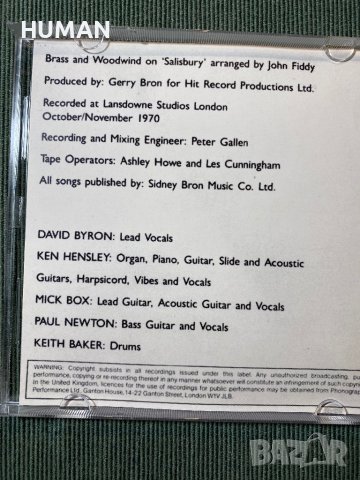 HUMAN
Brass and Woodwind on 'Salisbury' arranged by John Fiddy
Produced by: Gerry Bron for Hit Record Productions Ltd.
Recorded at Lansdowne Studios London
October/November 1970
Recording and Mixing Engineer: Peter Gallen
Tape Operators: Ashley Howe and Les Cunningham
All songs published by: Sidney Bron Music Co. Ltd.
DAVID BYRON: Lead Vocals
KEN HENSLEY: Organ, Piano, Guitar, Slide and Acoustic
Guitars, Harpsicord, Vibes and Vocals
MICK BOX: Lead Guitar, Acoustic Guitar and Vocals
PAUL NEWTON: Bass Guitar and Vocals
KEITH BAKER: Drums
WARNING: Copyright subsists in all recordings issued under this label. Any unauthorized broadcasting, pu
performance, copying or re-recording thereof in any manner whatsoever will constitute an infringement of such copyr
In the United Kingdom, licences for the use of recordings for public performance may be obtained from Phonogra
Performance Ltd. Ganton House, 14-22 Ganton Street, London W1V 1LB.
BAZAR